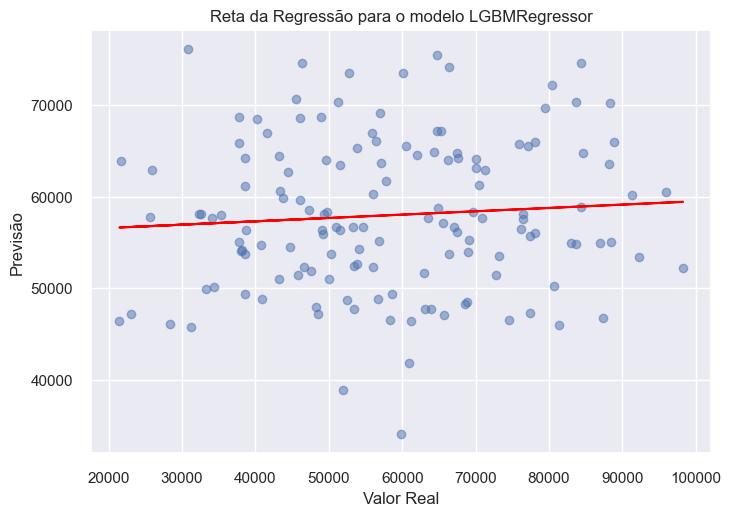 Reta da Regressão para o modelo LGBMRegressor
Previsão
70000
60000
50000
40000
20000 30000 40000 50000 60000 70000 80000 90000 100000
Valor Real